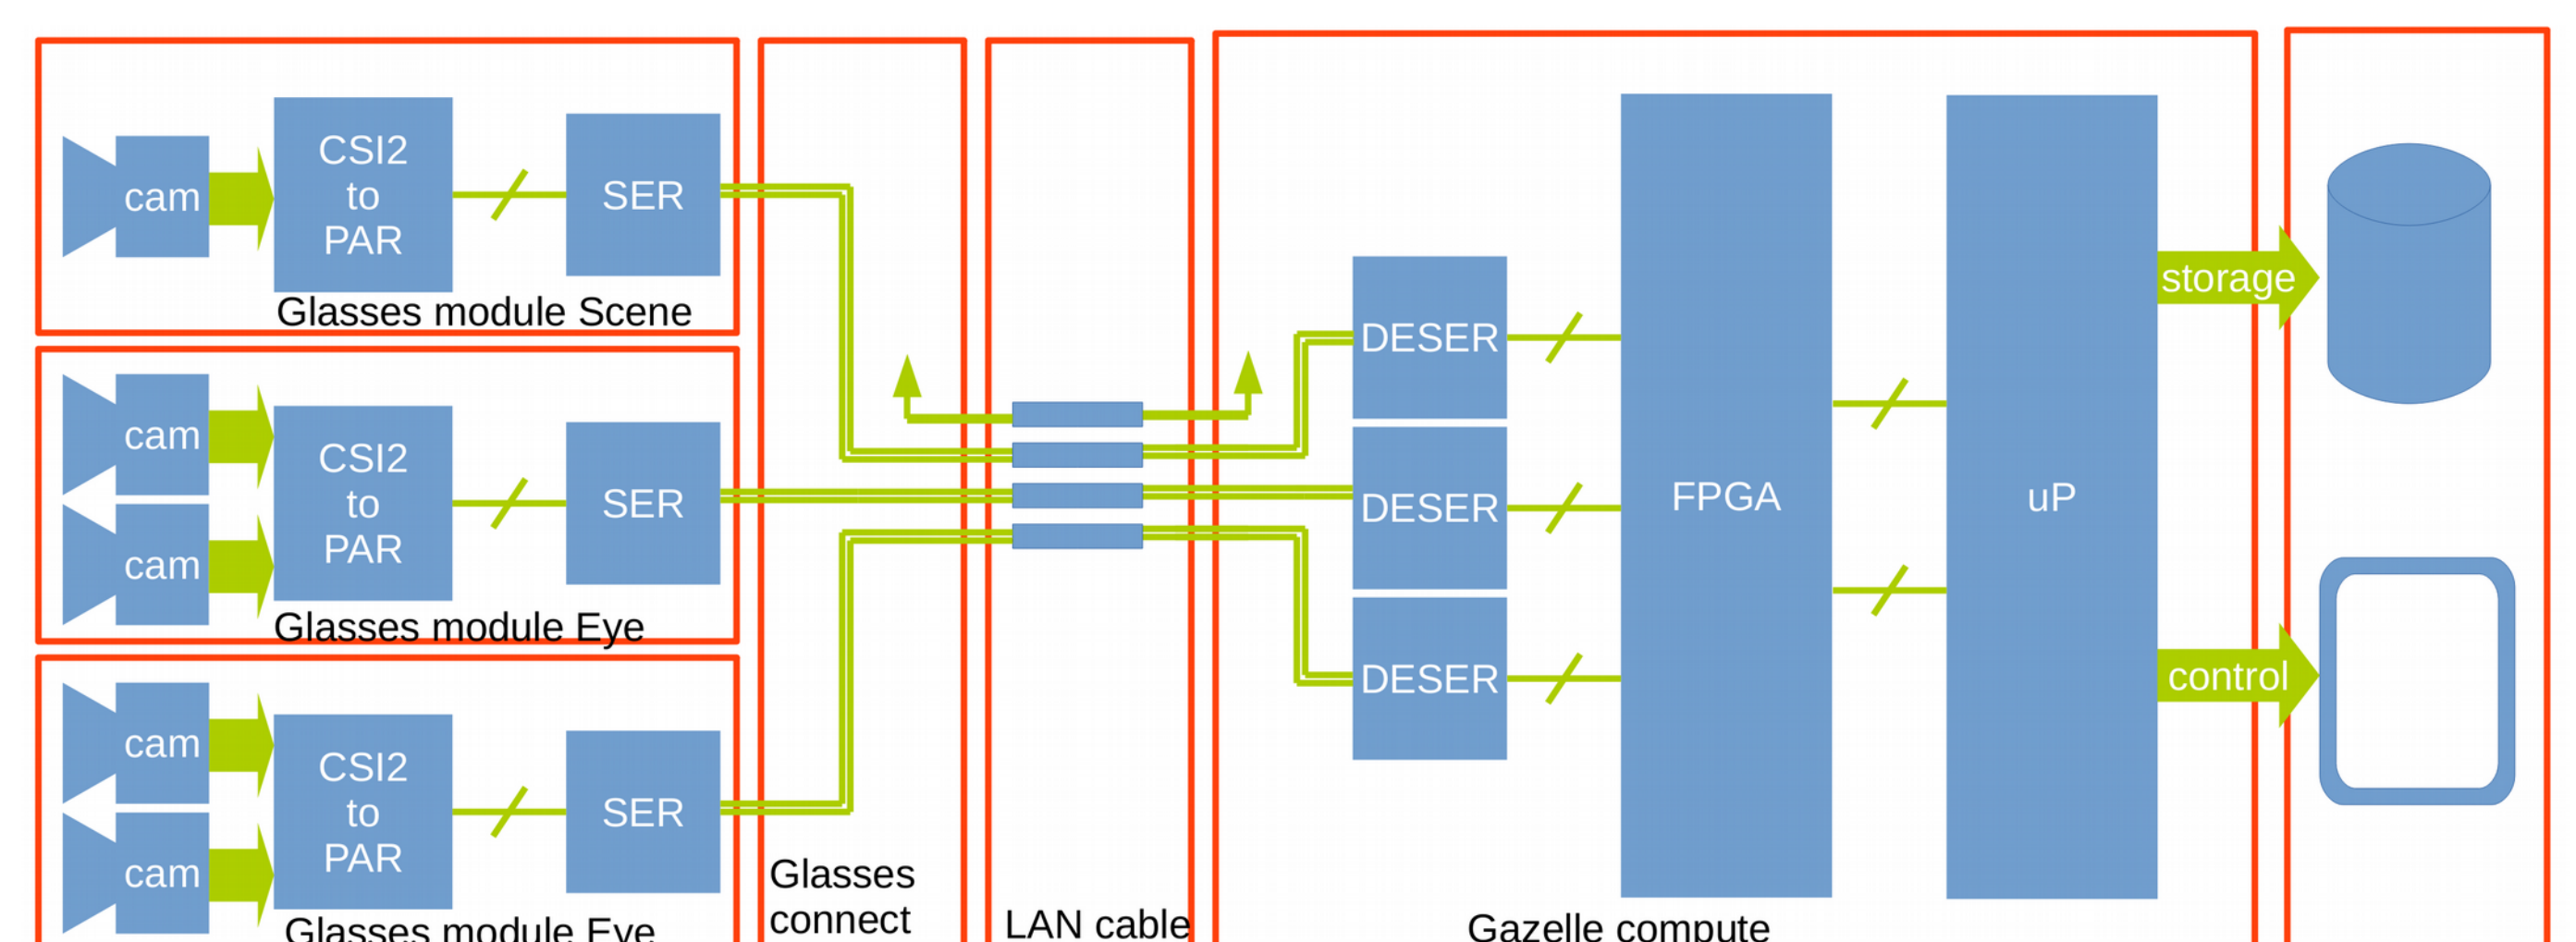 cam
CSI2
to
PAR
SER
Glasses module Scene
cam
cam
CSI2
to
PAR
SER
Glasses module Eye
cam
cam
CSI2
to
PAR
SER
Glasses module Eye
Glasses
connect
LAN cable
DESER
DESER
DESER
FPGA
uP
Gazelle compute
storage
control